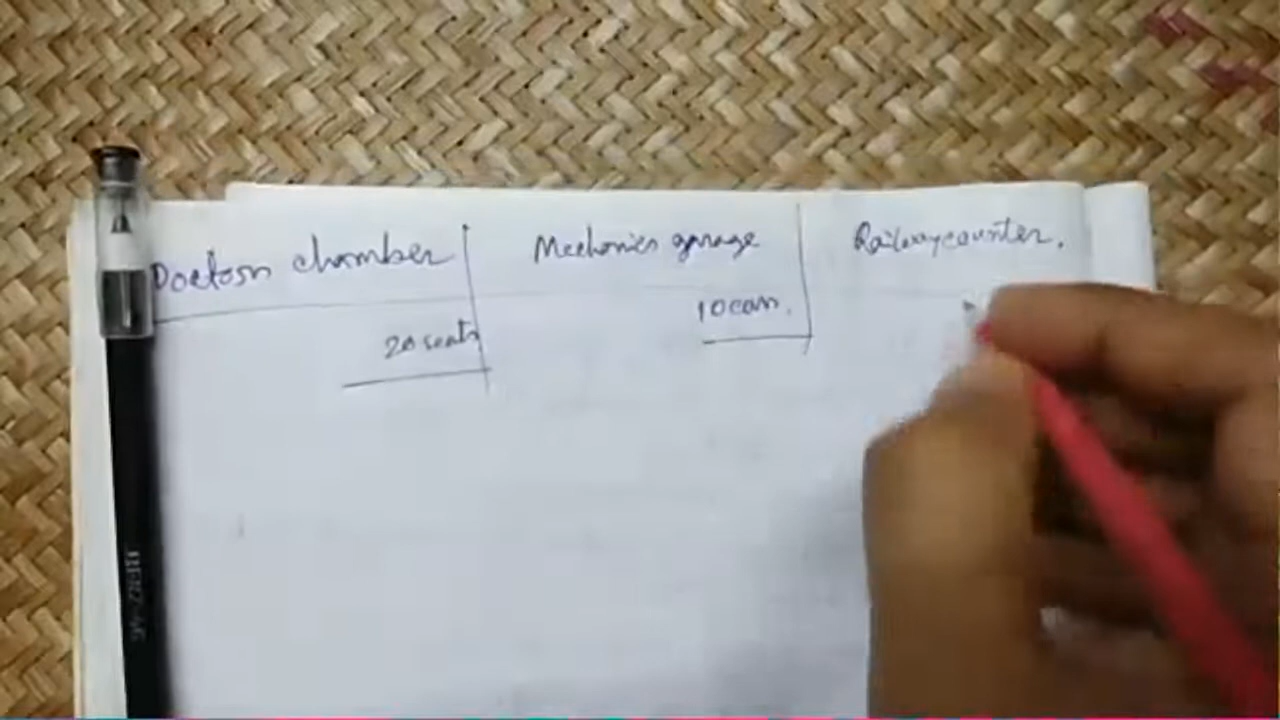 Doctors chamber
Mechanics garage
Railway counter.
20 seats
10 cars.